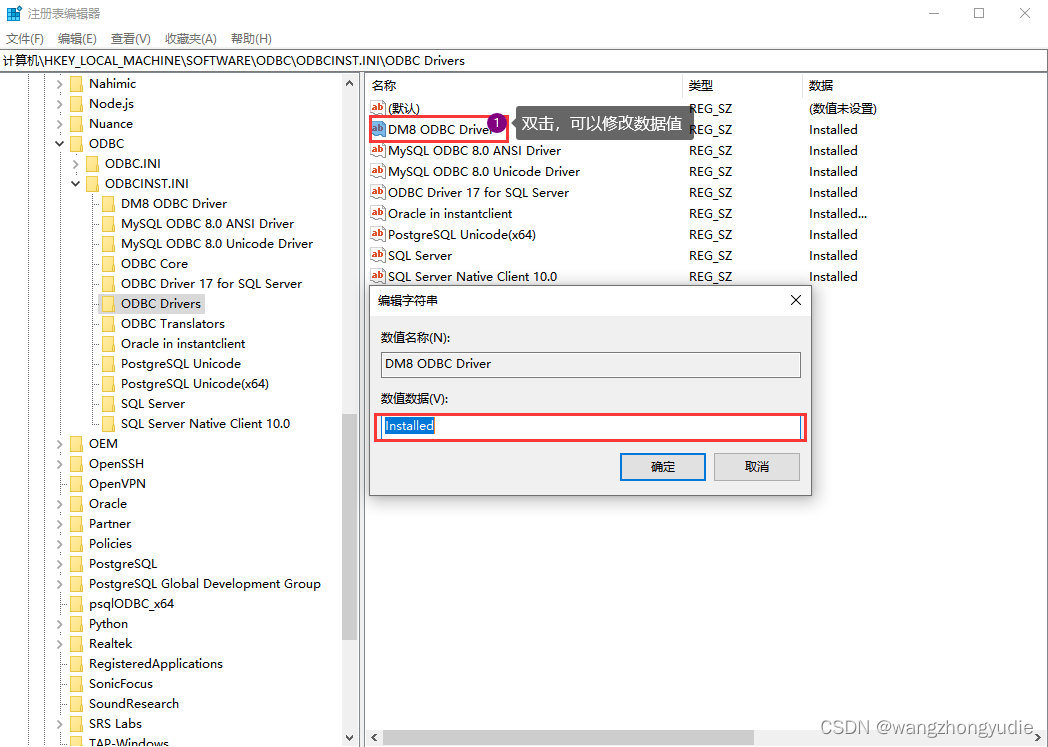 注册表编辑器
文件(F) 编辑(E) 查看(V) 收藏夹(A) 帮助(H)
计算机\HKEY_LOCAL_MACHINE\SOFTWARE\ODBC\ODBCINST.INI\ODBC Drivers
Nahimic
Node.js
Nuance
ODBC
ODBC.INI
ODBCINST.INI
DM8 ODBC Driver
MySQL ODBC 8.0 ANSI Driver
MySQL ODBC 8.0 Unicode Driver
ODBC Core
ODBC Driver 17 for SQL Server
ODBC Drivers
ODBC Translators
Oracle in instantclient
PostgreSQL Unicode
PostgreSQL Unicode(x64)
SQL Server
SQL Server Native Client 10.0
OEM
OpenSSH
OpenVPN
Oracle
Partner
Policies
PostgreSQL
PostgreSQL Global Development Group
psqlODBC_x64
Python
Realtek
RegisteredApplications
SonicFocus
SoundResearch
SRS Labs
TAP-Windows
名称 类型 数据
(默认) REG_SZ (数值未设置)
DM8 ODBC Driver 1 双击，可以修改数据值 REG_SZ Installed
MySQL ODBC 8.0 ANSI Driver REG_SZ Installed
MySQL ODBC 8.0 Unicode Driver REG_SZ Installed
ODBC Driver 17 for SQL Server REG_SZ Installed
Oracle in instantclient REG_SZ Installed...
PostgreSQL Unicode(x64) REG_SZ Installed
SQL Server REG_SZ Installed
SQL Server Native Client 10.0 REG_SZ Installed
编辑字符串
数值名称(N):
DM8 ODBC Driver
数值数据(V):
Installed
确定 取消
CSDN @wangzhongyudie